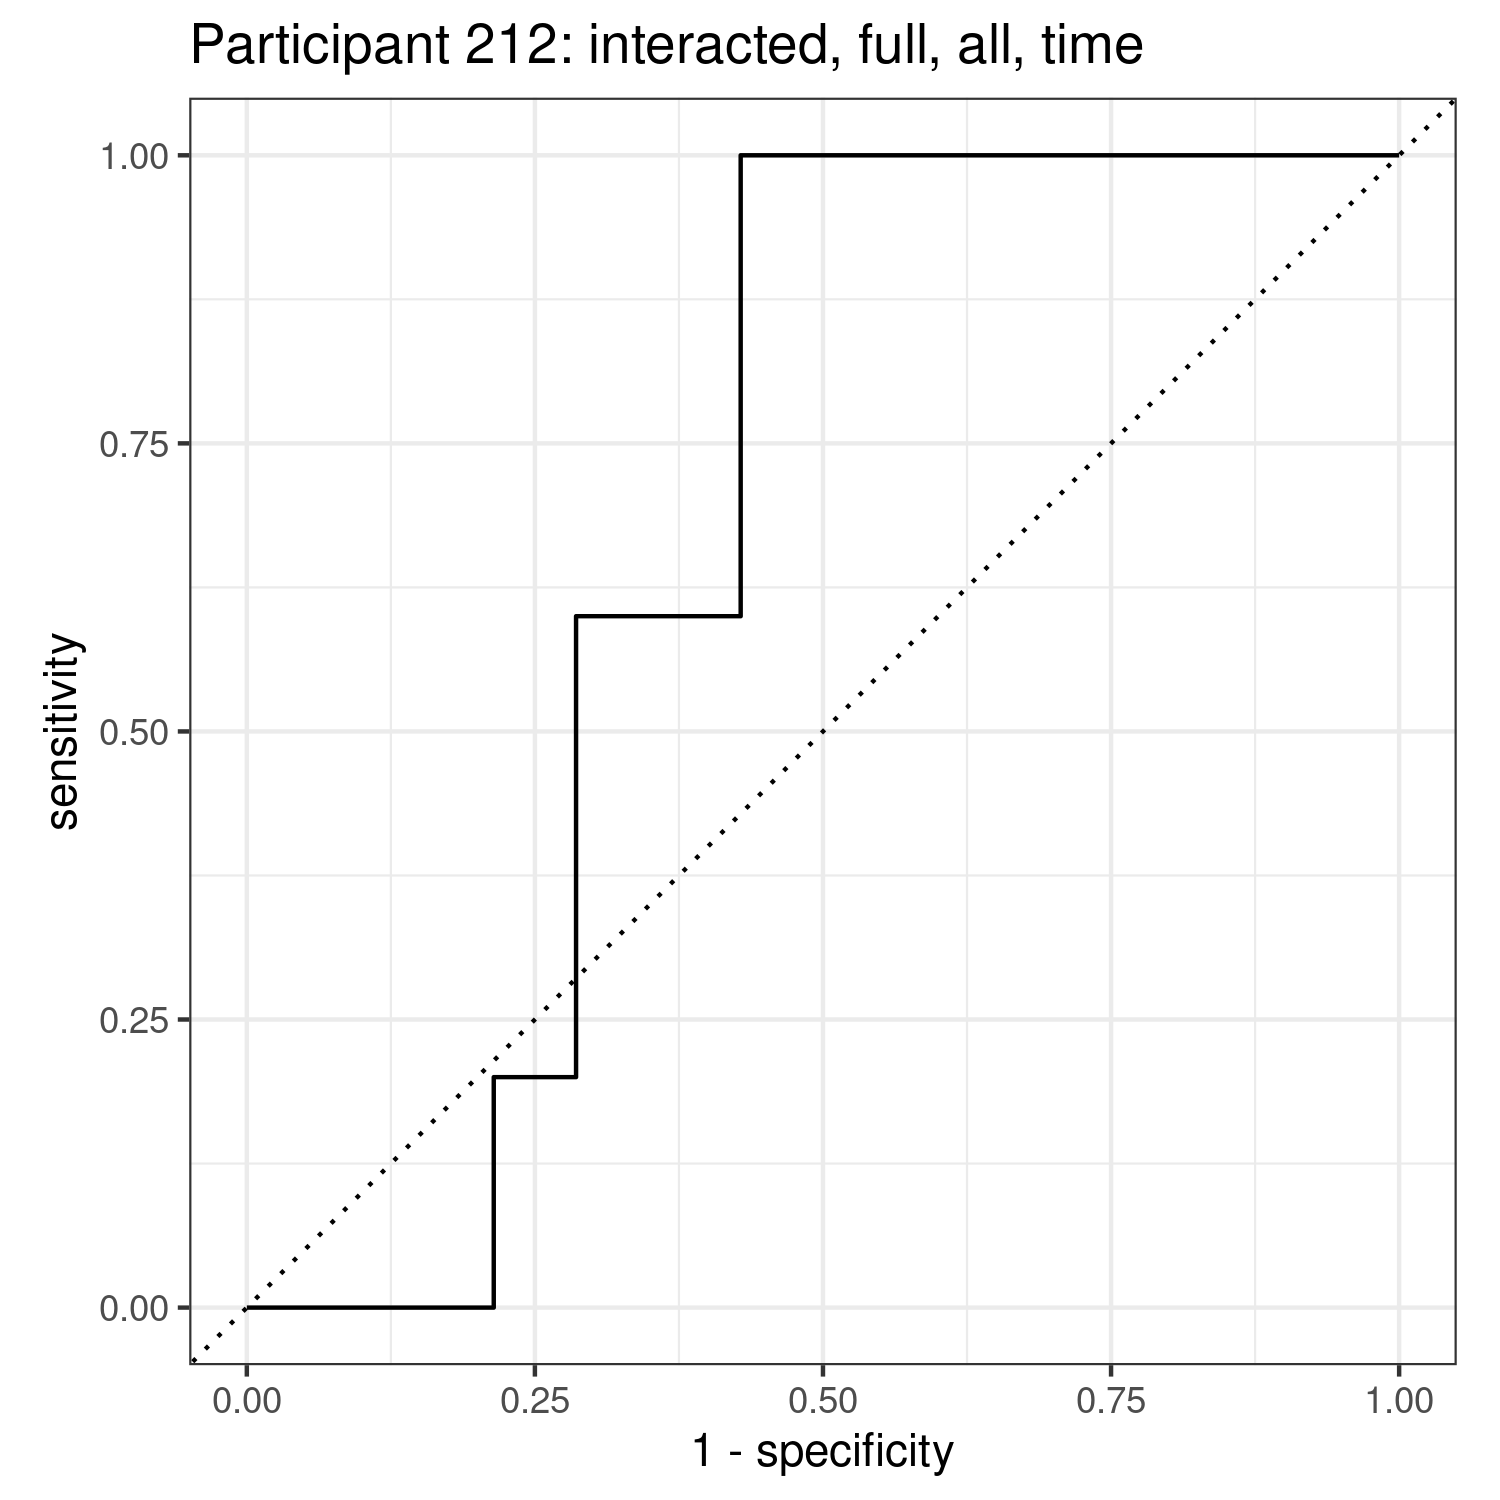 Participant 212: interacted, full, all, time
1.00
0.75
0.50
0.25
0.00
sensitivity
0.00 0.25 0.50 0.75 1.00
1 - specificity